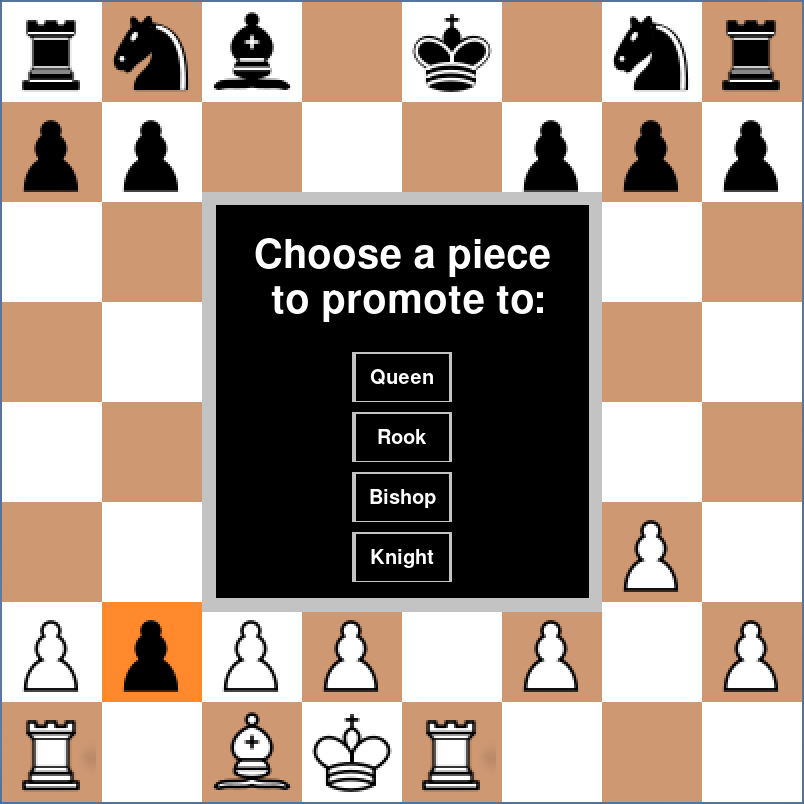 Choose a piece
to promote to:
Queen
Rook
Bishop
Knight